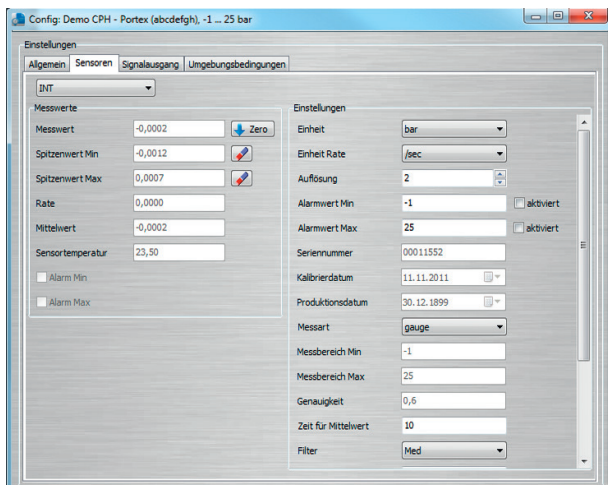 Config: Demo CPH - Portex (abcdefgh), -1 ... 25 bar
Einstellungen
Allgemein Sensoren Signalausgang Umgebungsbedingungen
INT
Messwerte
Messwert -0,0002 Zero
Spitzenwert Min -0,0012
Spitzenwert Max 0,0007
Rate 0,0000
Mittelwert -0,0002
Sensortemperatur 23,50
Alarm Min
Alarm Max
Einstellungen
Einheit bar
Einheit Rate /sec
Auflösung 2
Alarmwert Min -1 aktiviert
Alarmwert Max 25 aktiviert
Seriennummer 00011552
Kalibrierdatum 11.11.2011
Produktionsdatum 30.12.1899
Messart gauge
Messbereich Min -1
Messbereich Max 25
Genauigkeit 0,6
Zeit für Mittelwert 10
Filter Med